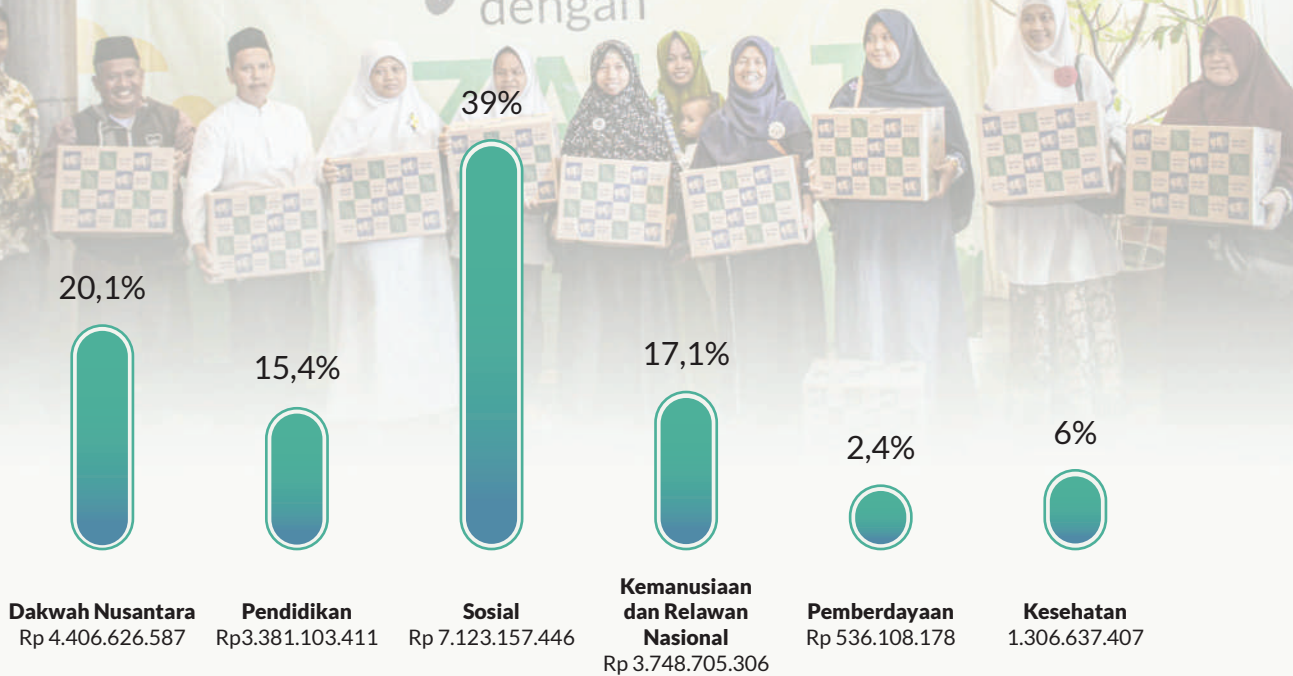 dengan
ZAKAT
39%
20,1%
15,4%
17,1%
2,4%
6%
Dakwah Nusantara
Rp 4.406.626.587
Pendidikan
Rp3.381.103.411
Sosial
Rp 7.123.157.446
Kemanusiaan
dan Relawan
Nasional
Rp 3.748.705.306
Pemberdayaan
Rp 536.108.178
Kesehatan
1.306.637.407